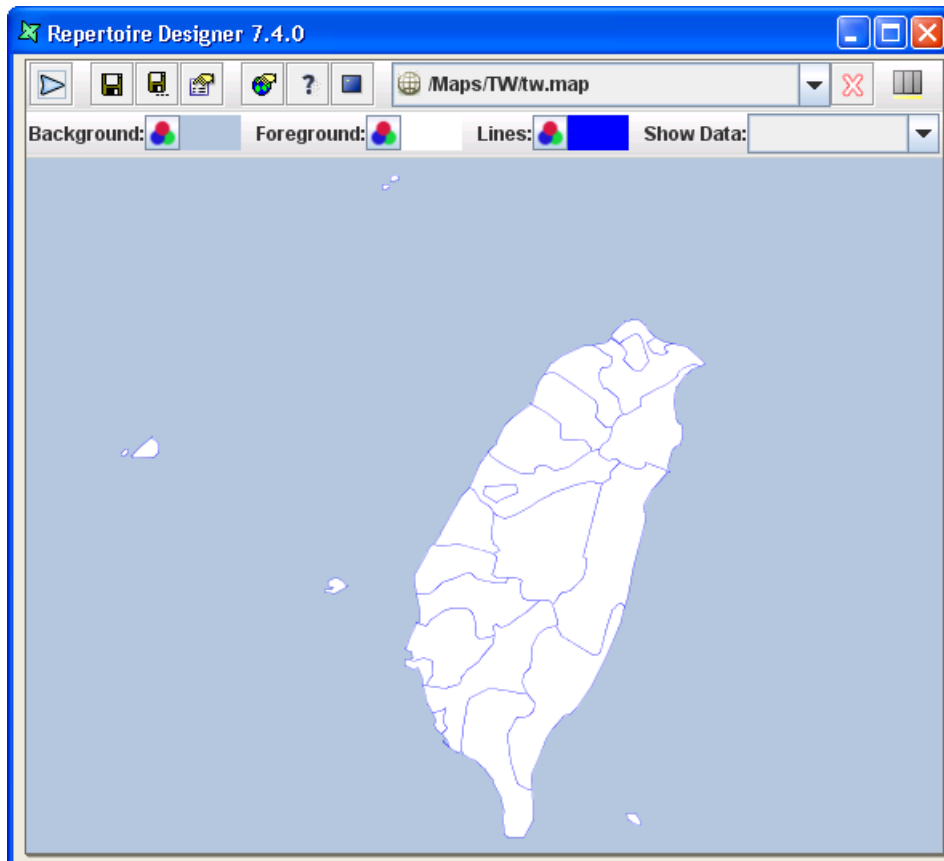 Repertoire Designer 7.4.0
? /Maps/TW/tw.map
Background: Foreground: Lines: Show Data: